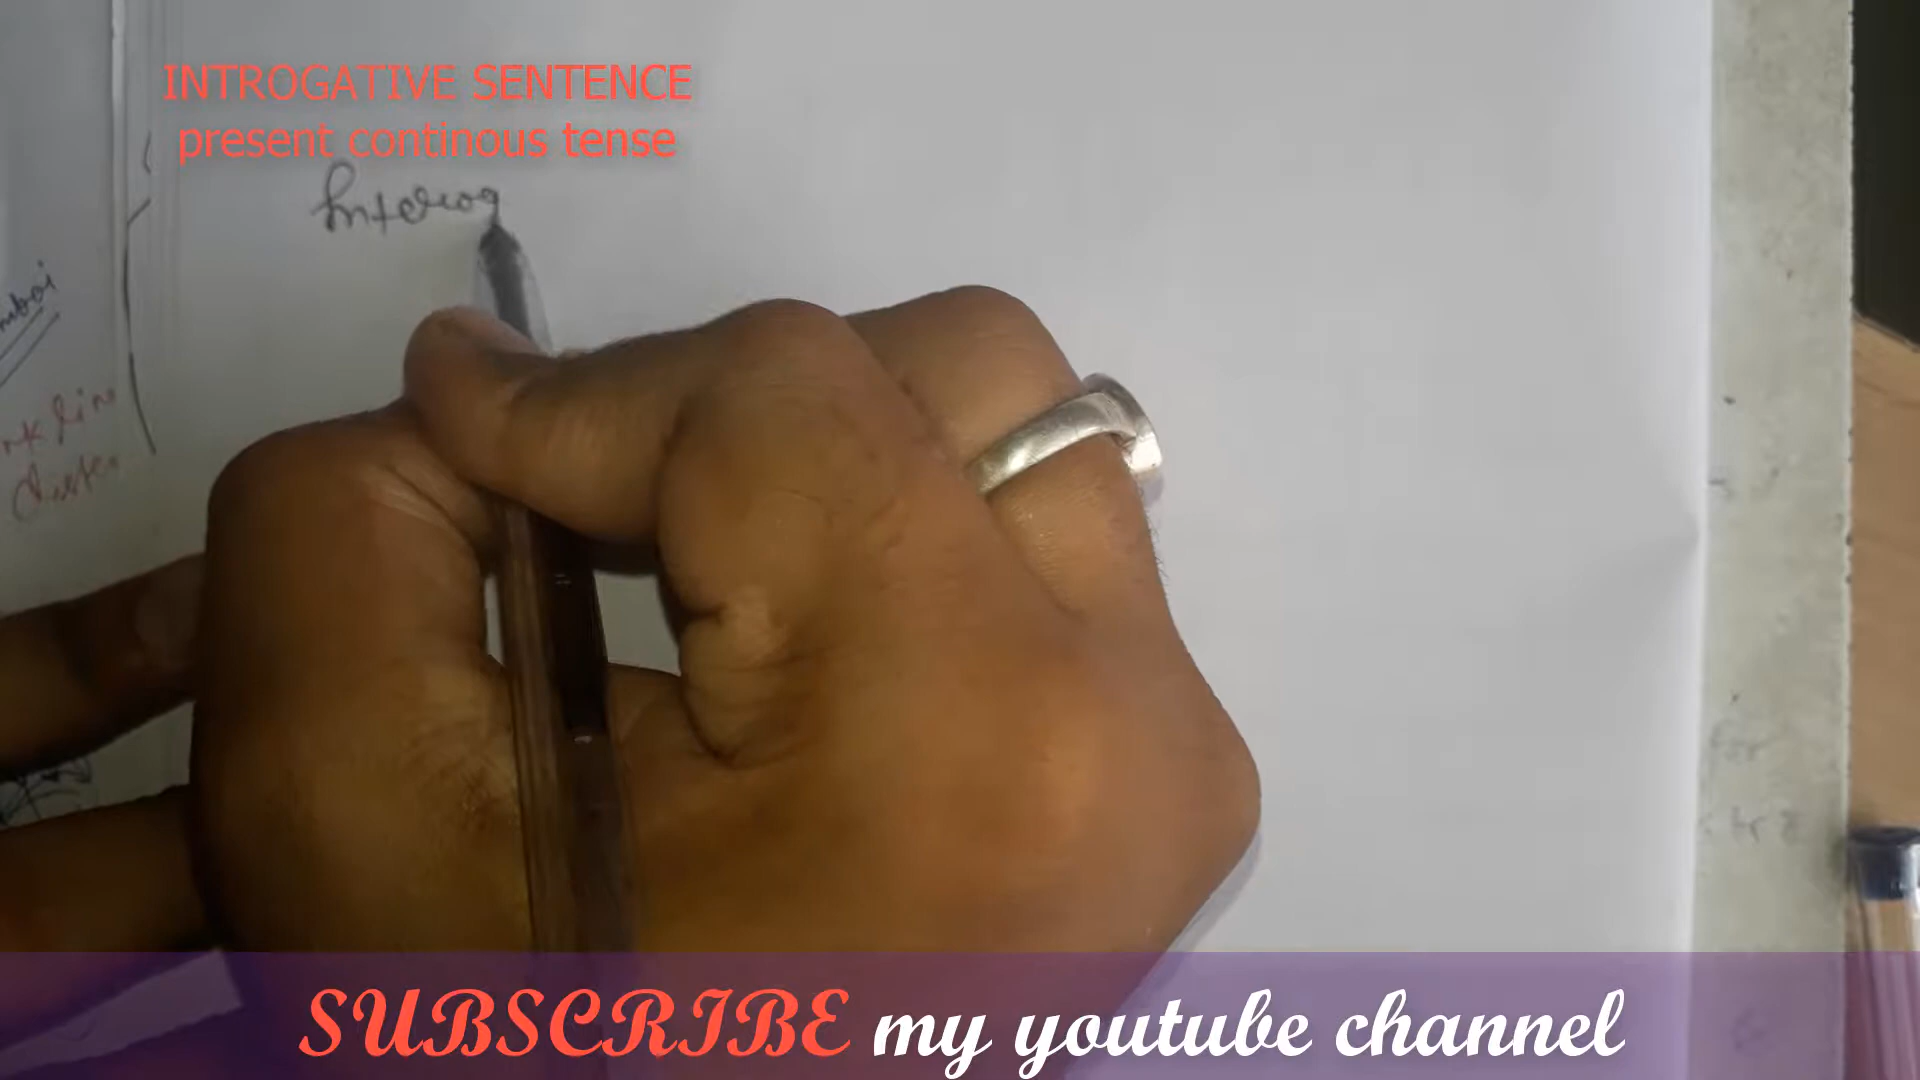 INTROGATIVE SENTENCE
present continous tense
Interog
SUBSCRIBE my youtube channel